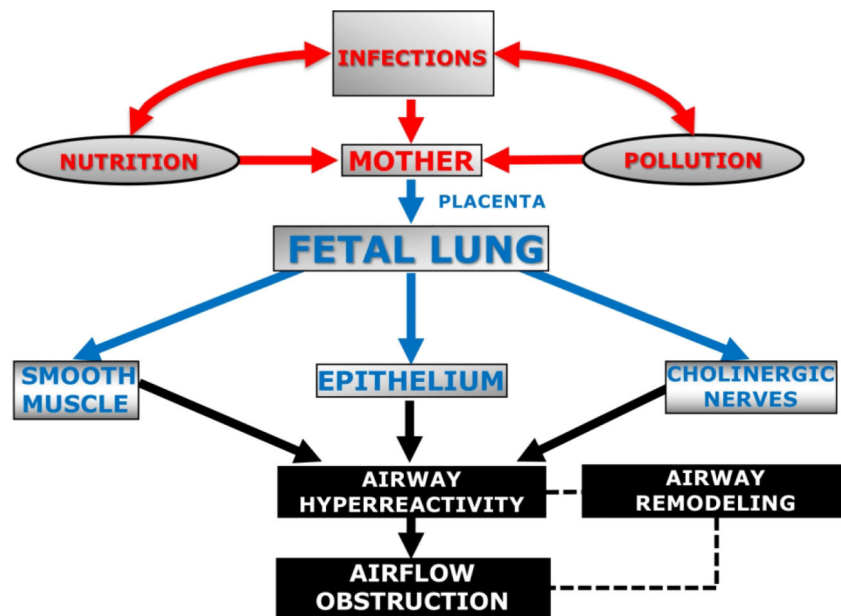 INFECTIONS
NUTRITION
MOTHER
POLLUTION
PLACENTA
FETAL LUNG
SMOOTH
MUSCLE
EPITHELIUM
CHOLINERGIC
NERVES
AIRWAY
HYPERREACTIVITY
AIRWAY
REMODELING
AIRFLOW
OBSTRUCTION